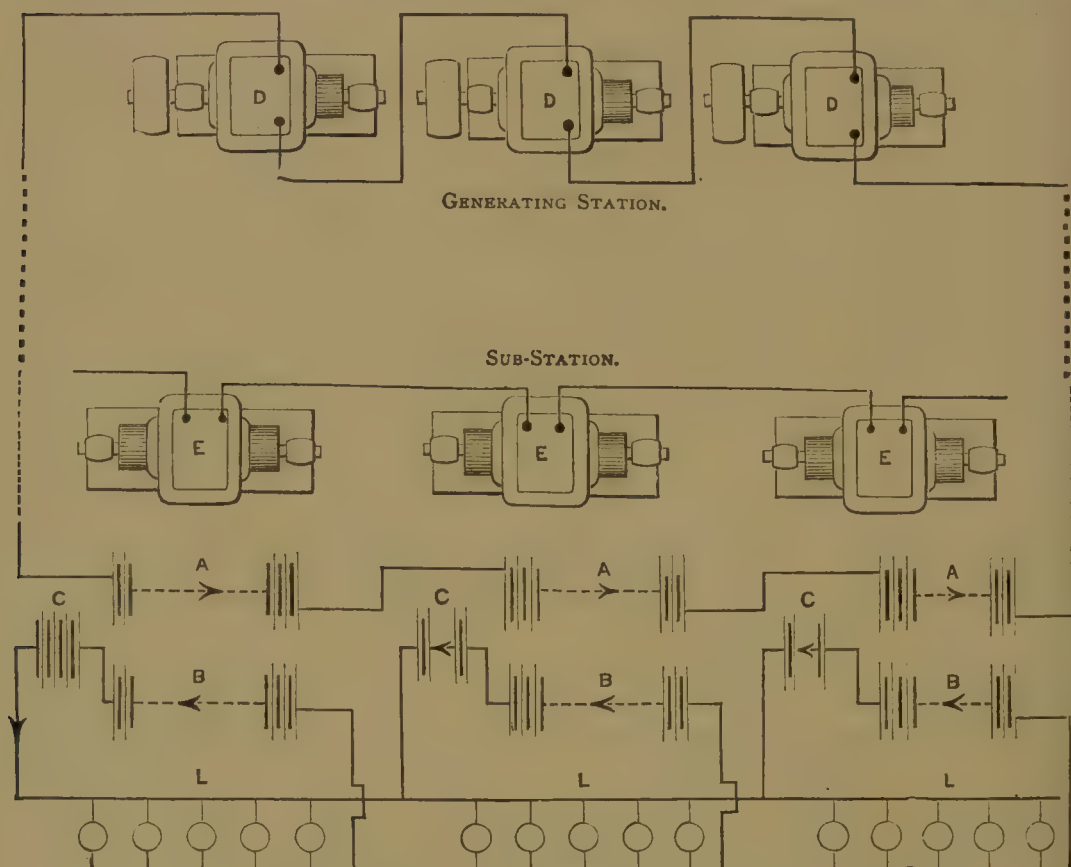 D D D
GENERATING STATION.
SUB-STATION.
E E E
A A A
C C C
B B B
L L L